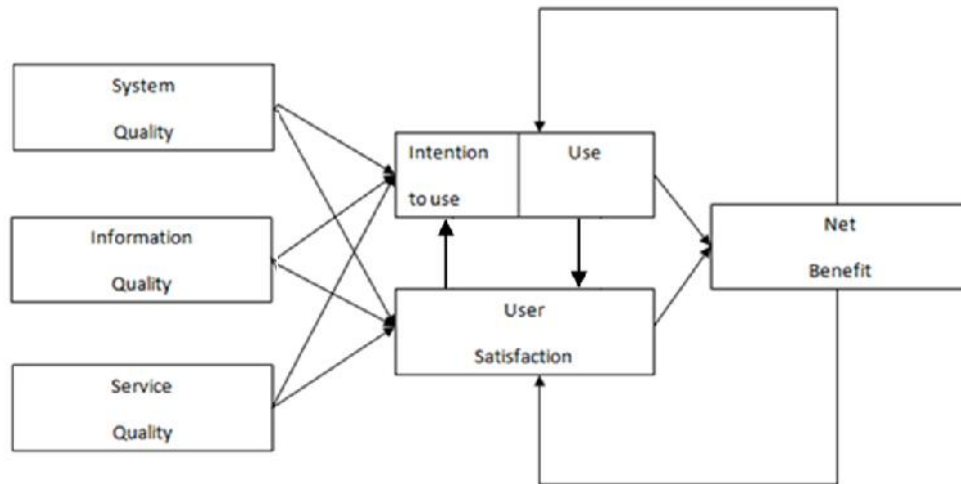 System
Quality
Information
Quality
Service
Quality
Intention
to use
Use
User
Satisfaction
Net
Benefit